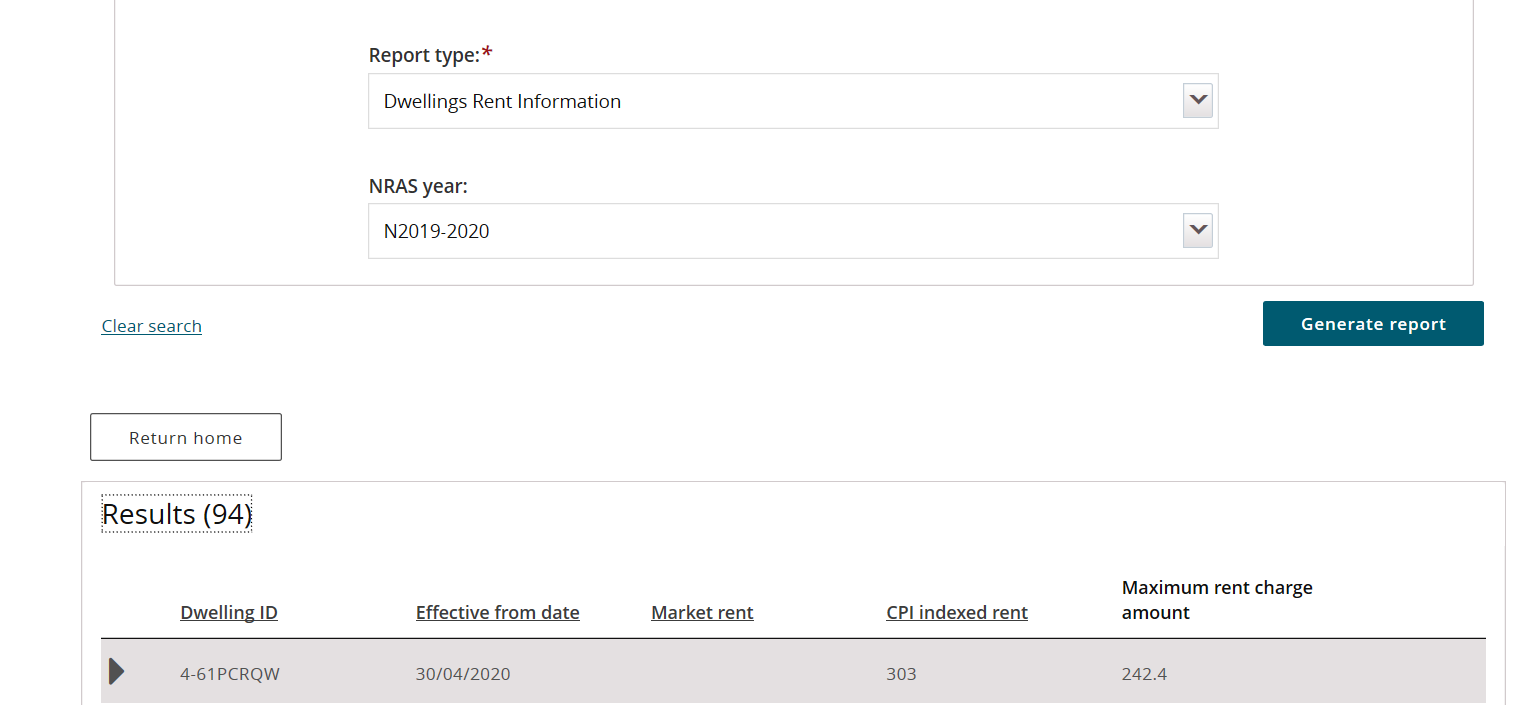 Report type:*
Dwellings Rent Information
NRAS year:
N2019-2020
Clear search
Generate report
Return home
Results (94)
Dwelling ID Effective from date Market rent CPI indexed rent Maximum rent charge
amount
4-61PCRQW 30/04/2020 303 242.4